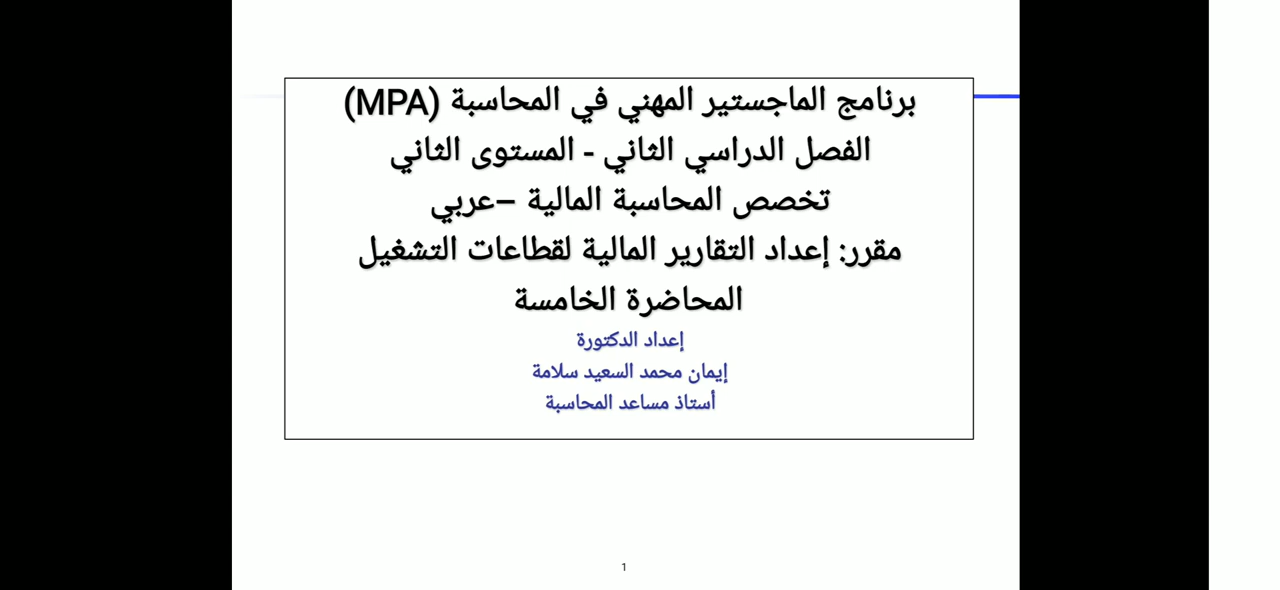 برنامج الماجستير المهني في المحاسبة (MPA)
الفصل الدراسي الثاني - المستوى الثاني
تخصص المحاسبة المالية –عربي
مقرر: إعداد التقارير المالية لقطاعات التشغيل
المحاضرة الخامسة
إعداد الدكتورة
إيمان محمد السعيد سلامة
أستاذ مساعد المحاسبة
1